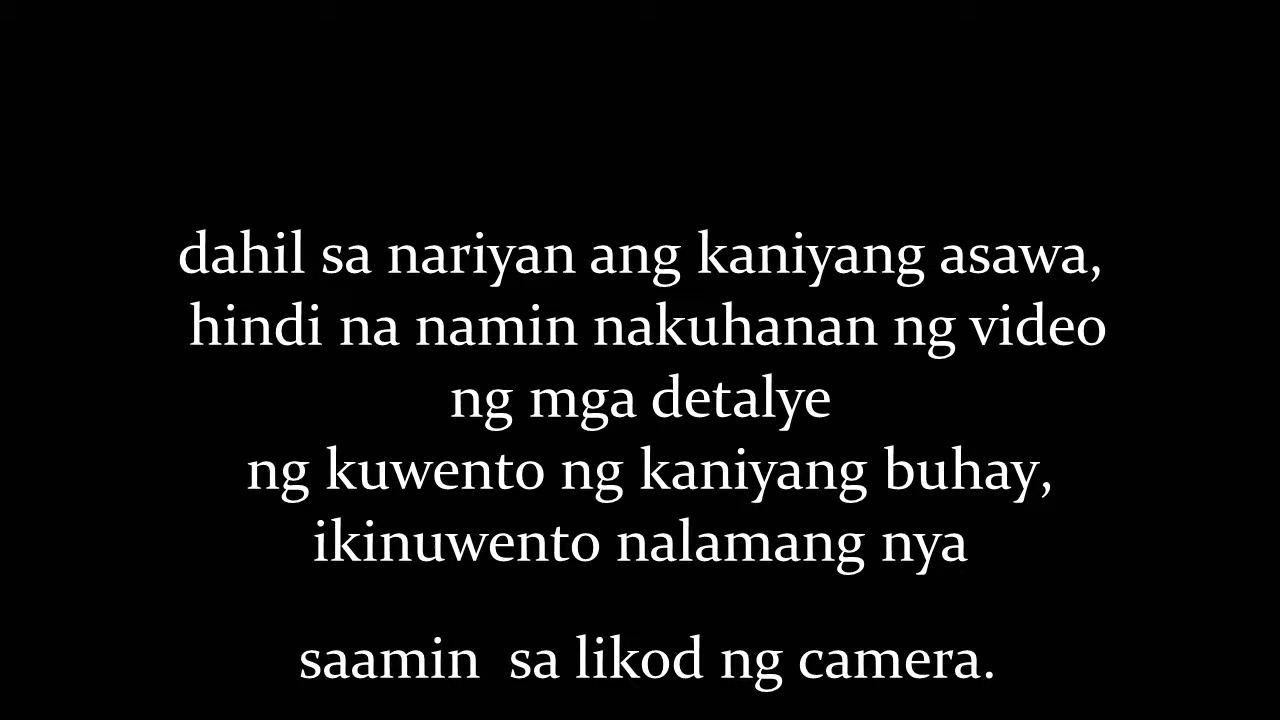 dahil sa nariyan ang kaniyang asawa,
hindi na namin nakuhanan ng video
ng mga detalye
ng kuwento ng kaniyang buhay,
ikinuwento nalamang nya
saamin sa likod ng camera.